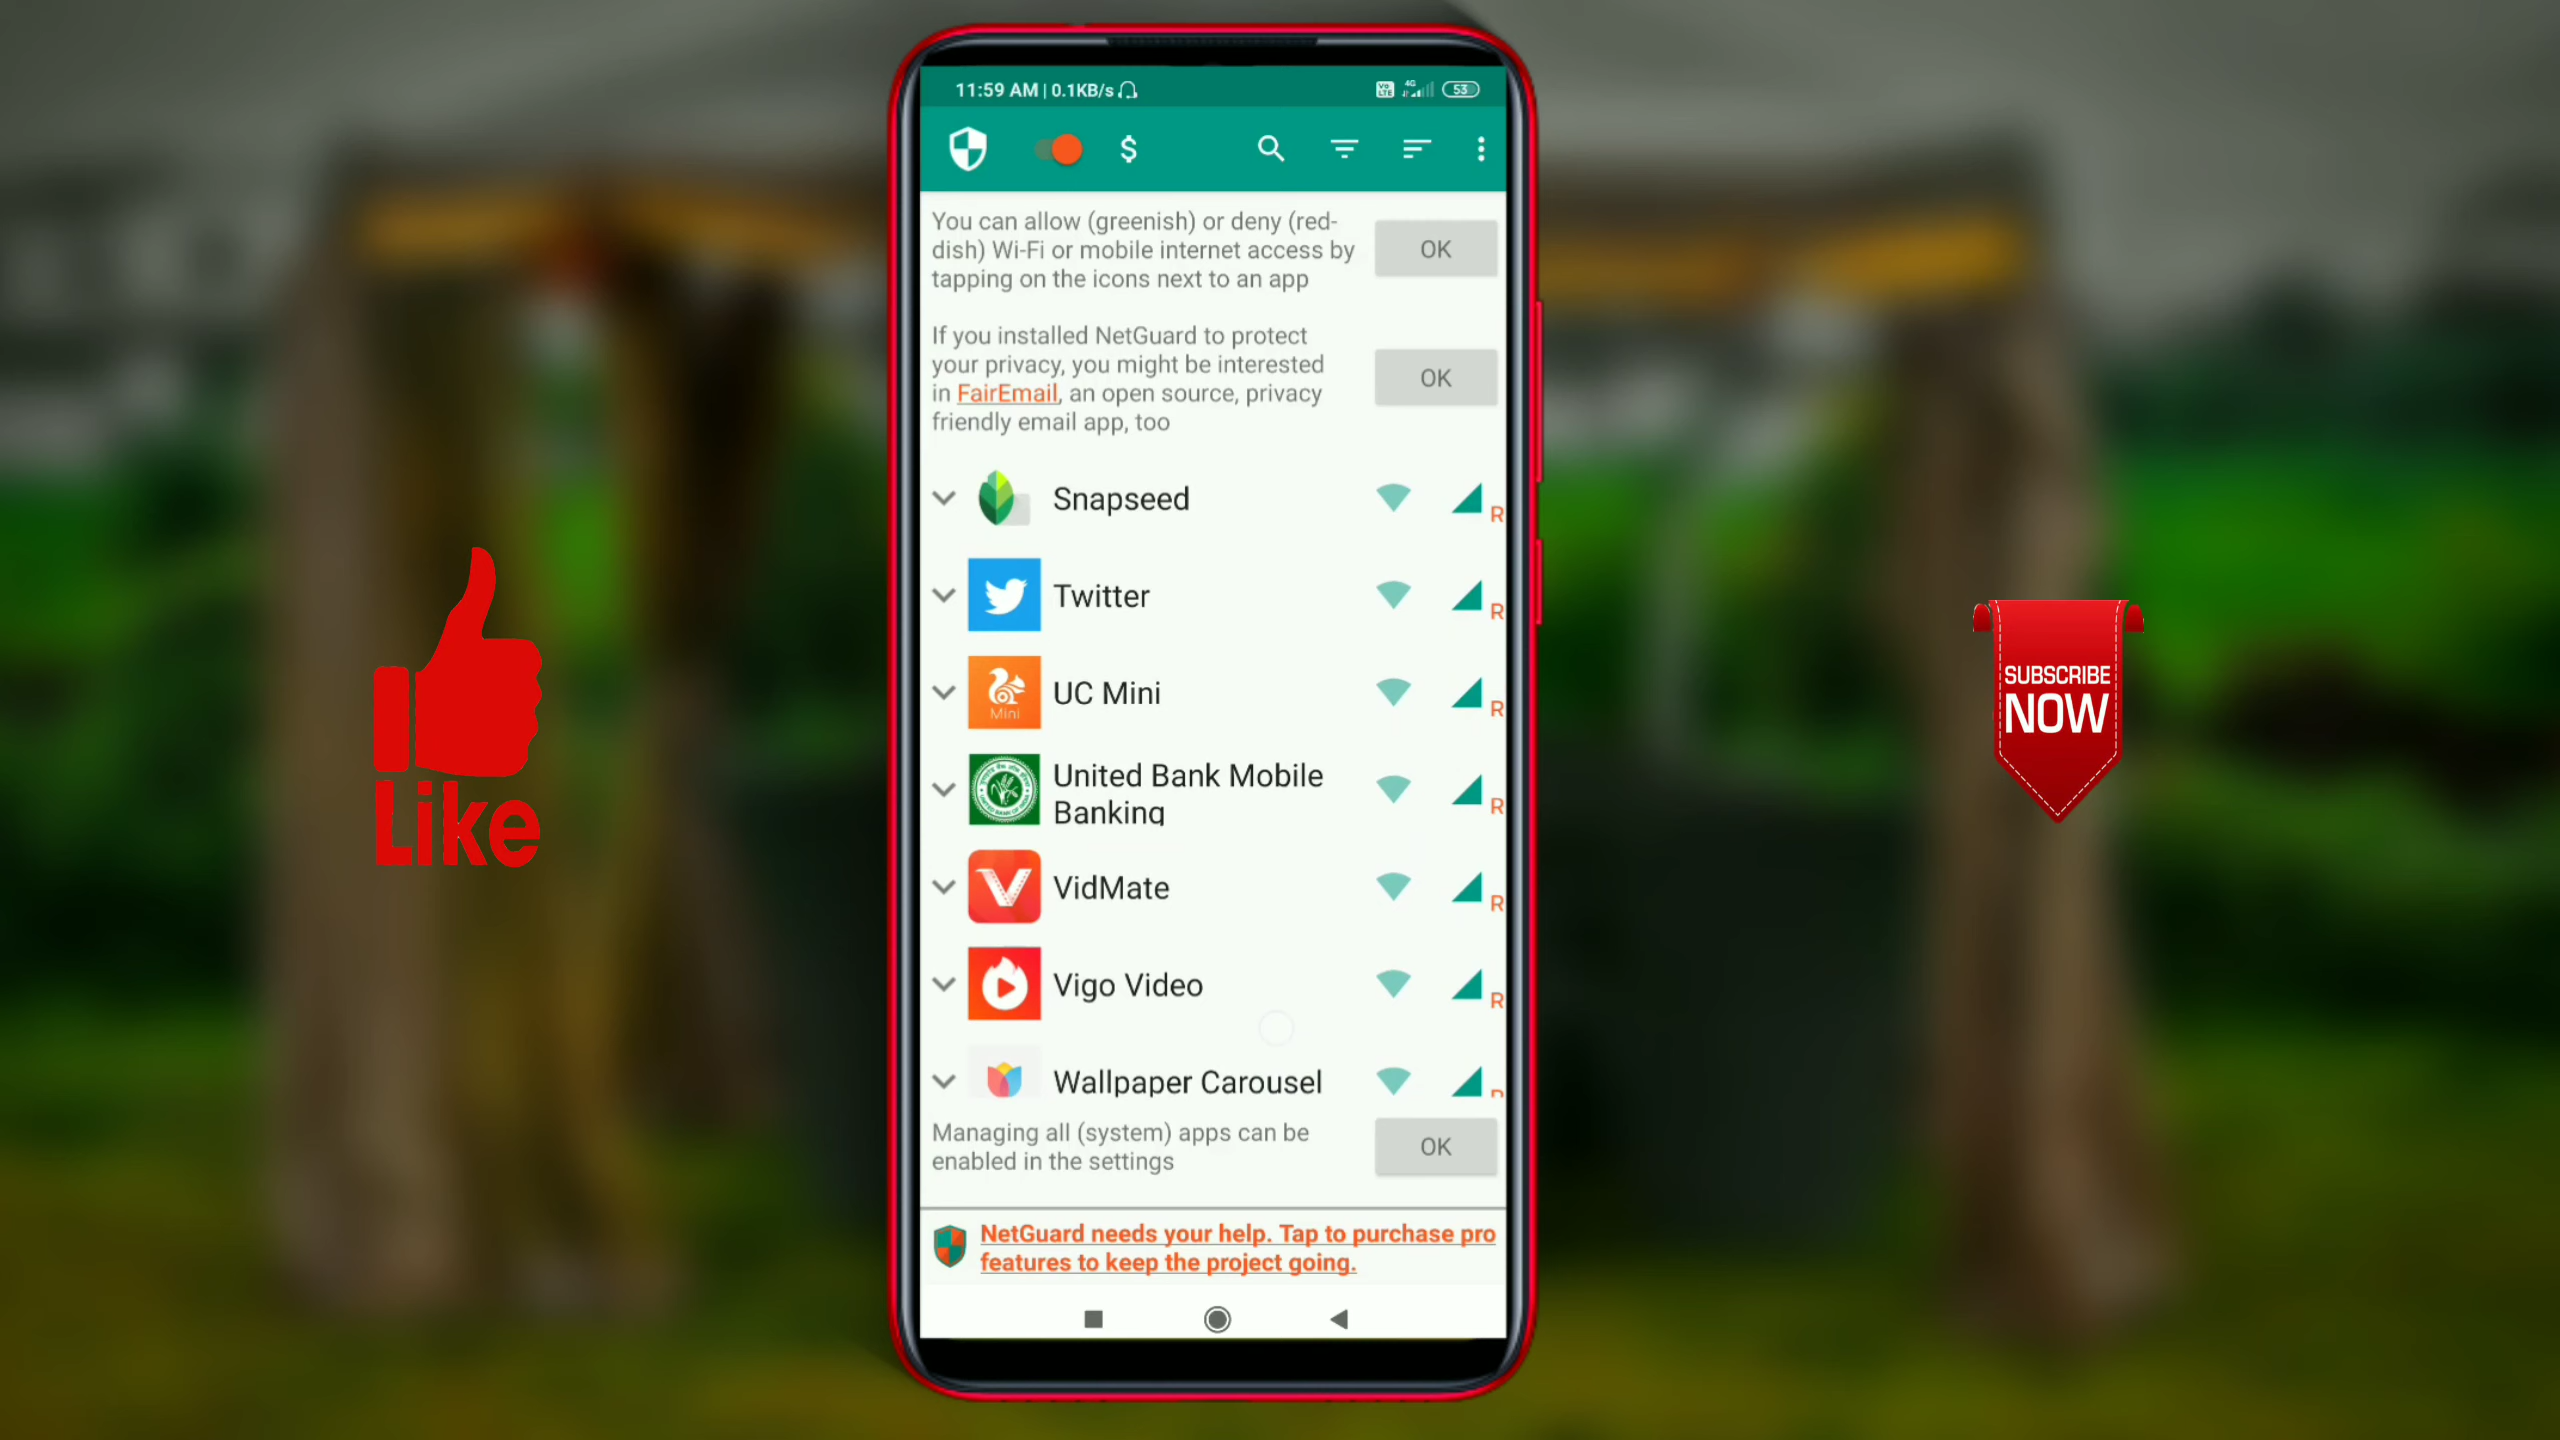 11:59 AM | 0.1KB/s
Vo LTE 4G 53
$
You can allow (greenish) or deny (red-
dish) Wi-Fi or mobile internet access by
tapping on the icons next to an app
OK
If you installed NetGuard to protect
your privacy, you might be interested
in FairEmail, an open source, privacy
friendly email app, too
OK
Snapseed
R
Twitter
R
Mini
UC Mini
R
United Bank Mobile
Banking
R
VidMate
R
Vigo Video
R
Wallpaper Carousel
R
Managing all (system) apps can be
enabled in the settings
OK
NetGuard needs your help. Tap to purchase pro
features to keep the project going.
Like
SUBSCRIBE
NOW